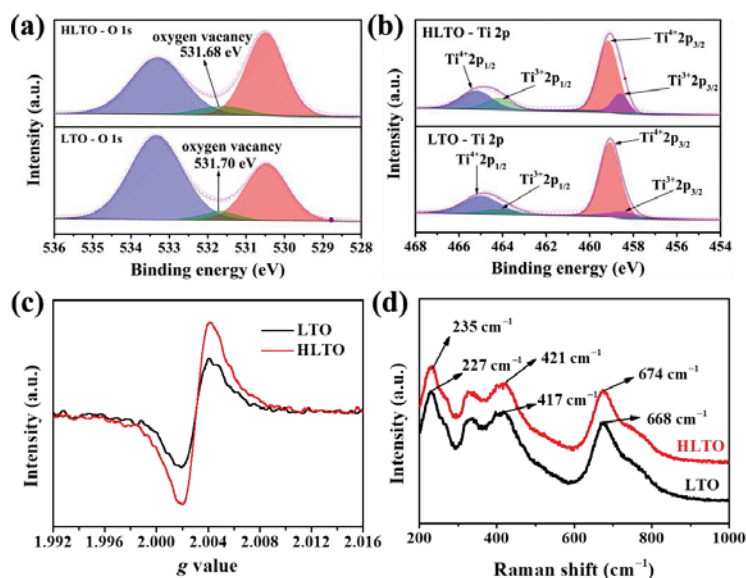 (a)
HLTO - O 1s
oxygen vacancy
531.68 eV
LTO - O 1s
oxygen vacancy
531.70 eV
Intensity (a.u.)
536 535 534 533 532 531 530 529 528
Binding energy (eV)
(b)
HLTO - Ti 2p
Ti⁴⁺2p₁/₂
Ti³⁺2p₁/₂
Ti⁴⁺2p₃/₂
Ti³⁺2p₃/₂
LTO - Ti 2p
Ti⁴⁺2p₁/₂
Ti³⁺2p₁/₂
Ti⁴⁺2p₃/₂
Ti³⁺2p₃/₂
Intensity (a.u.)
468 466 464 462 460 458 456 454
Binding energy (eV)
(c)
LTO
HLTO
Intensity (a.u.)
1.992 1.996 2.000 2.004 2.008 2.012 2.016
g value
(d)
235 cm⁻¹
227 cm⁻¹
421 cm⁻¹
417 cm⁻¹
674 cm⁻¹
668 cm⁻¹
HLTO
LTO
Intensity (a.u.)
200 400 600 800 1000
Raman shift (cm⁻¹)